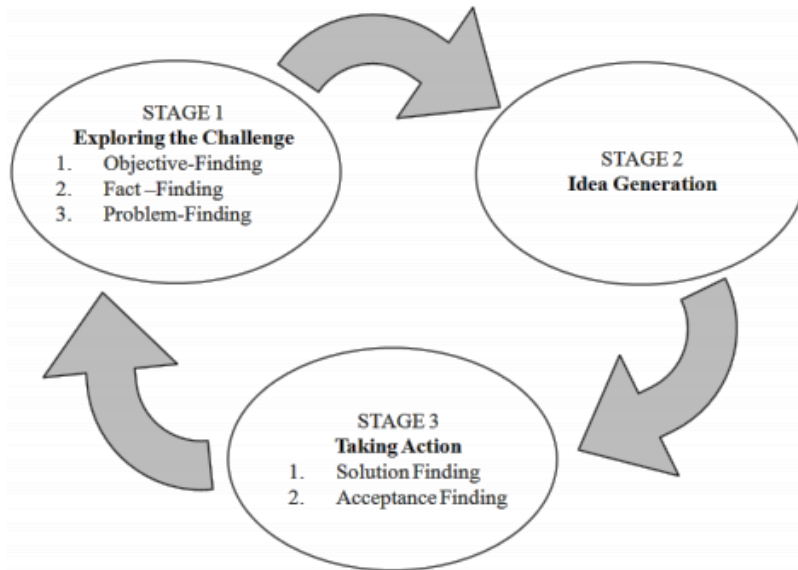 STAGE 1
Exploring the Challenge
1. Objective-Finding
2. Fact –Finding
3. Problem-Finding
STAGE 2
Idea Generation
STAGE 3
Taking Action
1. Solution Finding
2. Acceptance Finding